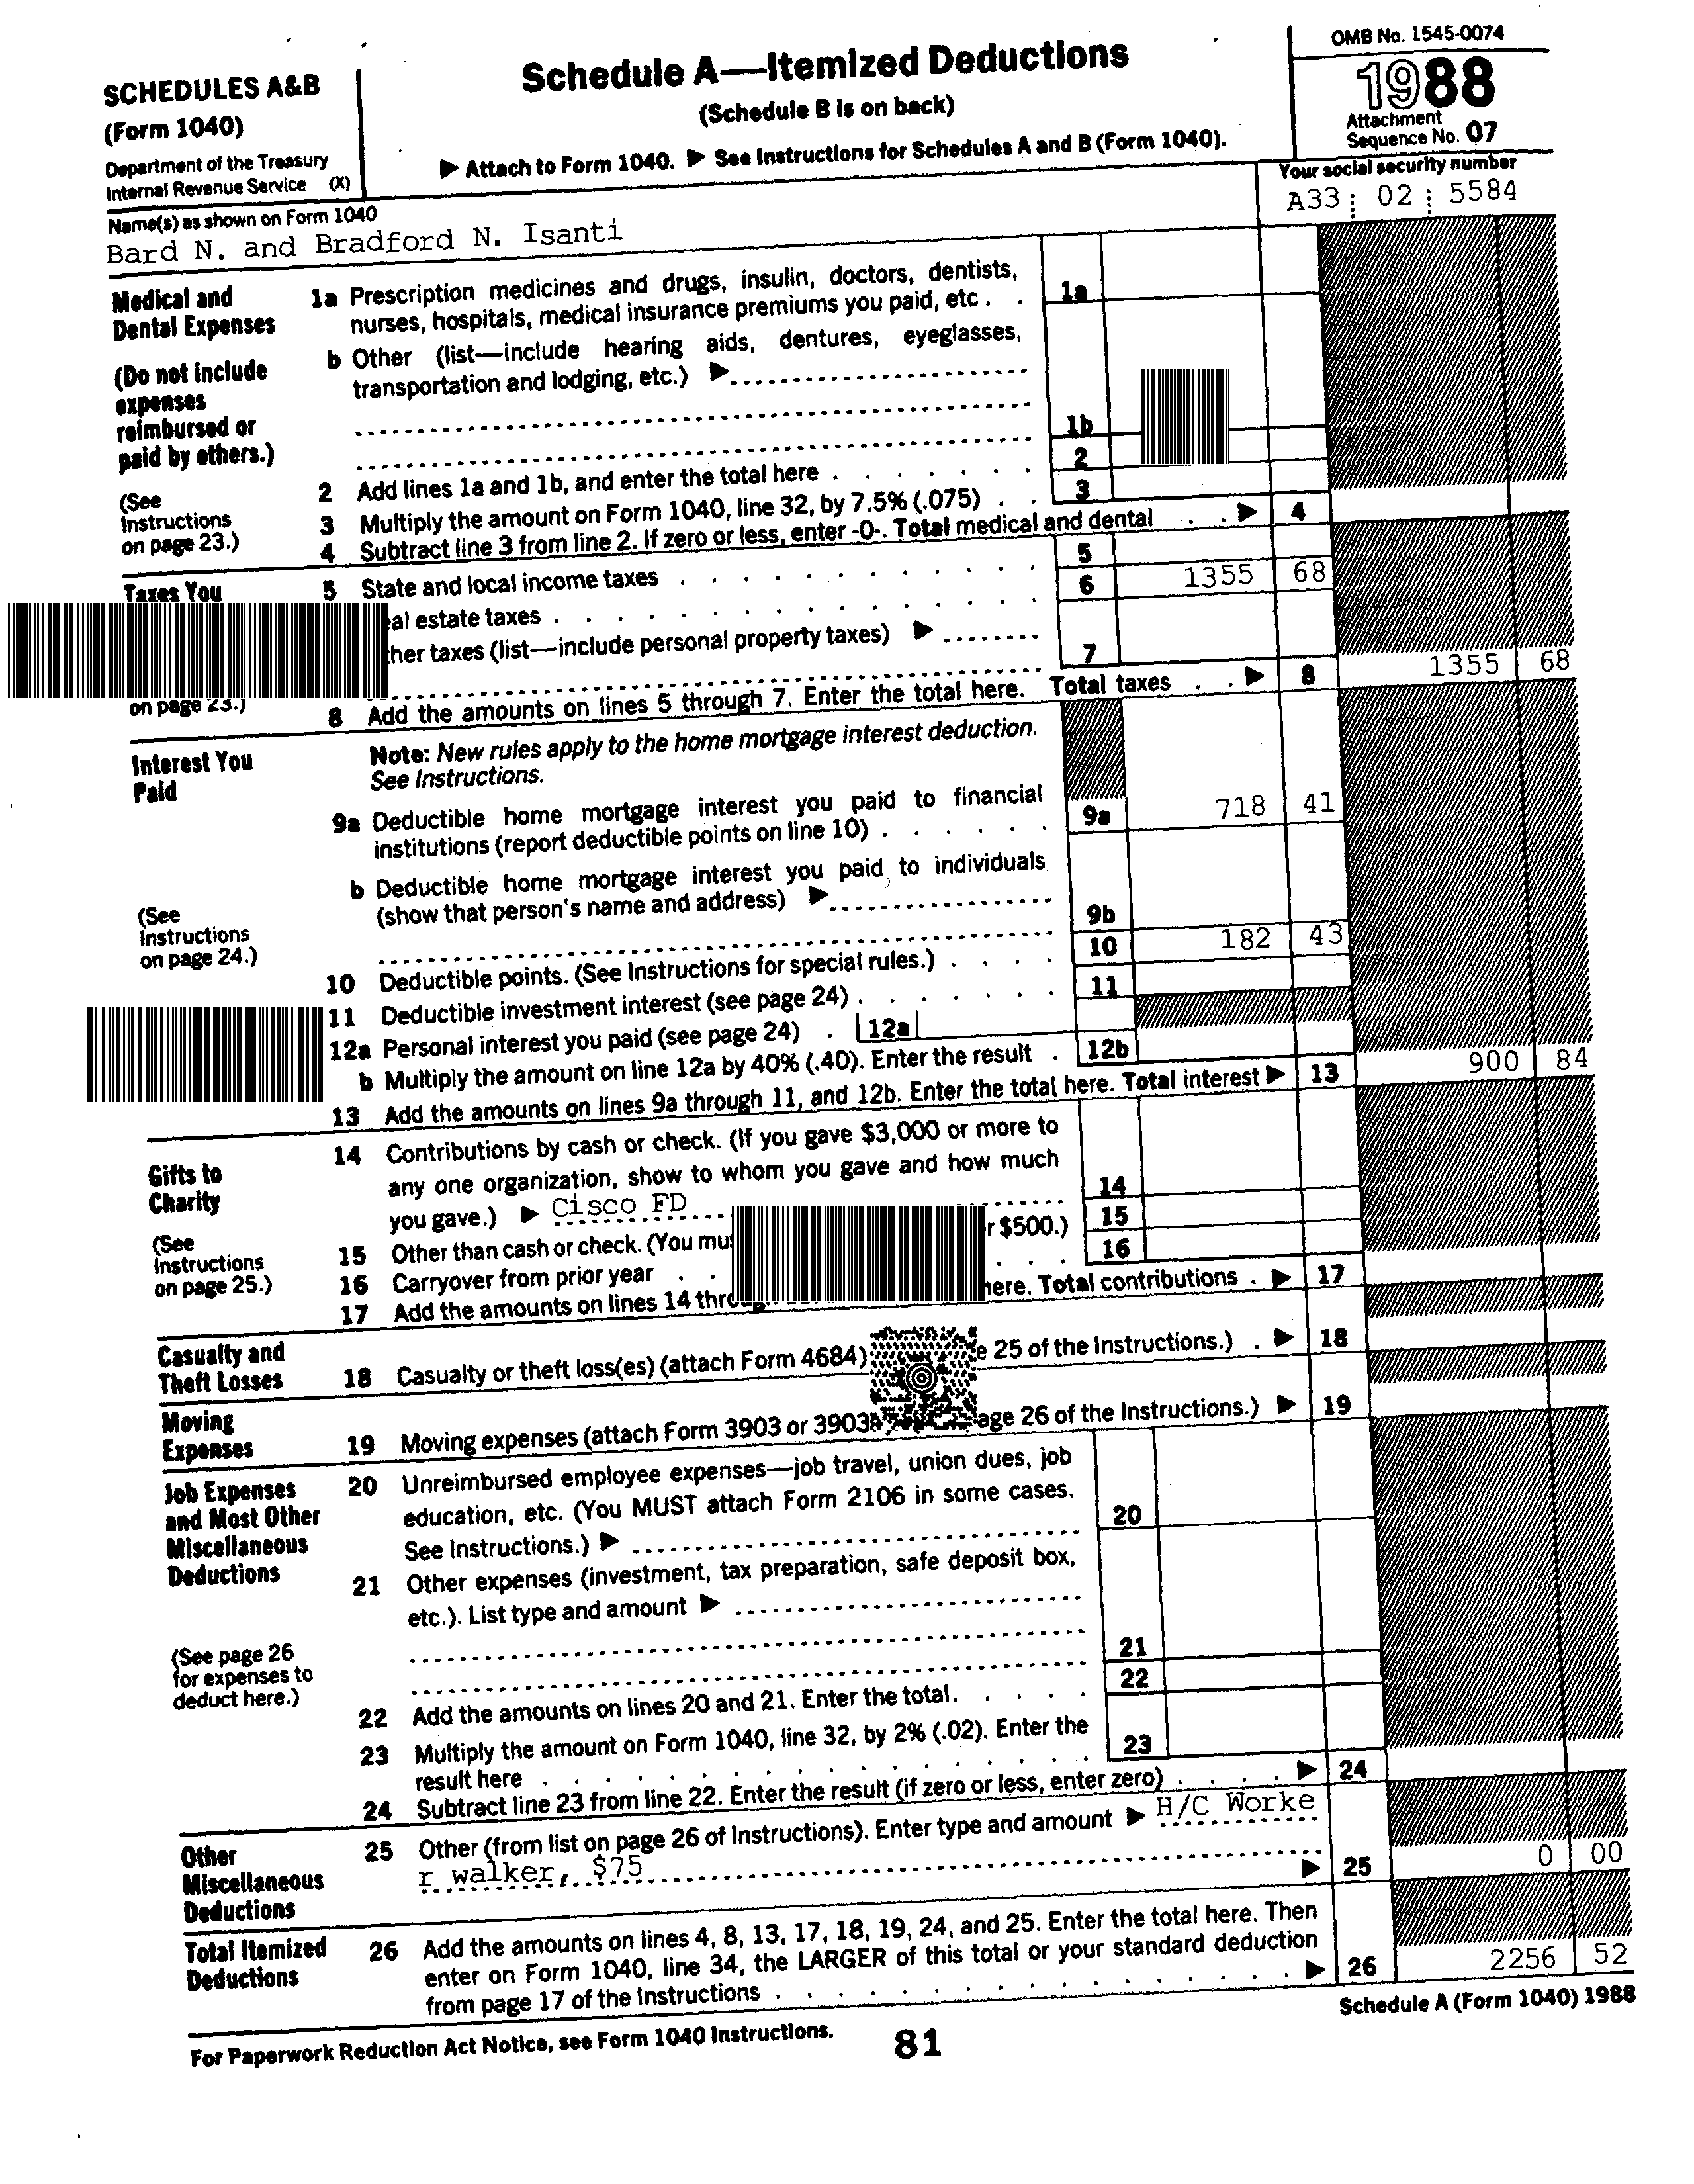 SCHEDULES A&B
(Form 1040)
Department of the Treasury
Internal Revenue Service (X)
Schedule A—Itemized Deductions
(Schedule B is on back)
▶ Attach to Form 1040. ▶ See Instructions for Schedules A and B (Form 1040).
OMB No. 1545-0074
1988
Attachment
Sequence No. 07
Name(s) as shown on Form 1040
Bard N. and Bradford N. Isanti
Your social security number
A33 02 5584
Medical and
Dental Expenses
(Do not include
expenses
reimbursed or
paid by others.)
(See
Instructions
on page 23.)
1a Prescription medicines and drugs, insulin, doctors, dentists,
nurses, hospitals, medical insurance premiums you paid, etc . . 1a
b Other (list—include hearing aids, dentures, eyeglasses,
transportation and lodging, etc.) ▶
1b
2 Add lines 1a and 1b, and enter the total here . . . . . . 2
3 Multiply the amount on Form 1040, line 32, by 7.5% (.075) . . 3
4 Subtract line 3 from line 2. If zero or less, enter -0-. Total medical and dental . . ▶ 4
Taxes You
on page 23.)
5 State and local income taxes . . . . . . . . . . . 5
eal estate taxes . . . . . . . . . . . . . . 6 1355 68
her taxes (list—include personal property taxes) ▶
7
8 Add the amounts on lines 5 through 7. Enter the total here. Total taxes . . ▶ 8 1355 68
Interest You
Paid
(See
Instructions
on page 24.)
Note: New rules apply to the home mortgage interest deduction.
See Instructions.
9a Deductible home mortgage interest you paid to financial
institutions (report deductible points on line 10) . . . . . . 9a 718 41
b Deductible home mortgage interest you paid to individuals
(show that person's name and address) ▶
9b
10 Deductible points. (See Instructions for special rules.) . . . . 10 182 43
11 Deductible investment interest (see page 24) . . . . . . . 11
12a Personal interest you paid (see page 24) . 12a
b Multiply the amount on line 12a by 40% (.40). Enter the result . 12b
13 Add the amounts on lines 9a through 11, and 12b. Enter the total here. Total interest ▶ 13 900 84
Gifts to
Charity
(See
Instructions
on page 25.)
14 Contributions by cash or check. (If you gave $3,000 or more to
any one organization, show to whom you gave and how much
you gave.) ▶ Cisco FD 14
15 Other than cash or check. (You mu r $500.) 15
16 Carryover from prior year . . 16
17 Add the amounts on lines 14 thr here. Total contributions . ▶ 17
Casualty and
Theft Losses
18 Casualty or theft loss(es) (attach Form 4684) e 25 of the Instructions.) . ▶ 18
Moving
Expenses
19 Moving expenses (attach Form 3903 or 3903 age 26 of the Instructions.) ▶ 19
Job Expenses
and Most Other
Miscellaneous
Deductions
(See page 26
for expenses to
deduct here.)
20 Unreimbursed employee expenses—job travel, union dues, job
education, etc. (You MUST attach Form 2106 in some cases.
See Instructions.) ▶ 20
21 Other expenses (investment, tax preparation, safe deposit box,
etc.). List type and amount ▶
21
22 Add the amounts on lines 20 and 21. Enter the total. . . . . 22
23 Multiply the amount on Form 1040, line 32, by 2% (.02). Enter the
result here . . . . . . . . . . . . . . . 23
24 Subtract line 23 from line 22. Enter the result (if zero or less, enter zero) . . . . ▶ 24
Other
Miscellaneous
Deductions
25 Other (from list on page 26 of Instructions). Enter type and amount ▶ H/C Worke
r walker, $75 ▶ 25 0 00
Total Itemized
Deductions
26 Add the amounts on lines 4, 8, 13, 17, 18, 19, 24, and 25. Enter the total here. Then
enter on Form 1040, line 34, the LARGER of this total or your standard deduction
from page 17 of the Instructions . . . . . . . . . . . . . ▶ 26 2256 52
For Paperwork Reduction Act Notice, see Form 1040 Instructions.
81
Schedule A (Form 1040) 1988